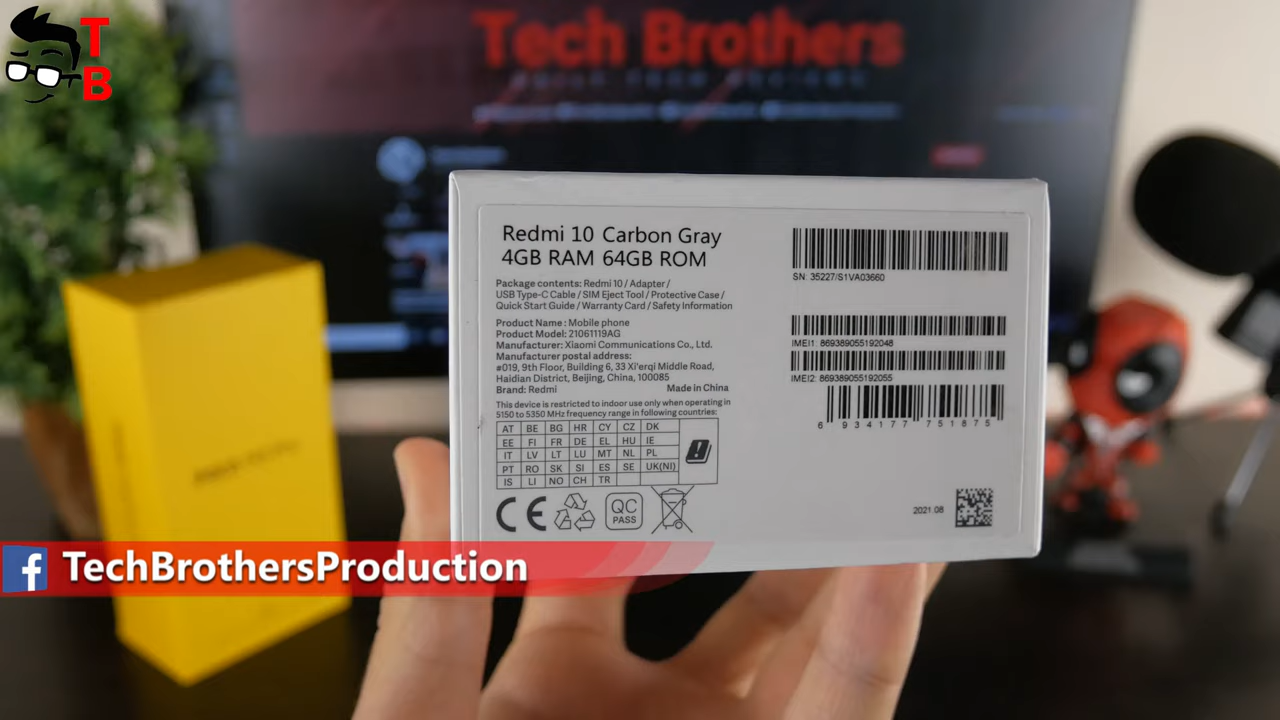 T
B
Tech Brothers
DAILY TECH REVIEWS
Redmi 10 Carbon Gray
4GB RAM 64GB ROM
Package contents: Redmi 10 / Adapter /
USB Type-C Cable / SIM Eject Tool / Protective Case /
Quick Start Guide / Warranty Card / Safety Information
Product Name : Mobile phone
Product Model: 21061119AG
Manufacturer: Xiaomi Communications Co., Ltd.
Manufacturer postal address:
#019, 9th Floor, Building 6, 33 Xi'erqi Middle Road,
Haidian District, Beijing, China, 100085
Brand: Redmi
Made in China
This device is restricted to indoor use only when operating in
5150 to 5350 MHz frequency range in following countries:
AT BE BG HR CY CZ DK
EE FI FR DE EL HU IE
IT LV LT LU MT NL PL
PT RO SK SI ES SE UK(NI)
IS LI NO CH TR
CE
QC
PASS
SN: 35227/S1VA03660
IMEI1: 869389055192048
IMEI2: 869389055192055
6 934177 751875
2021.08
f TechBrothersProduction